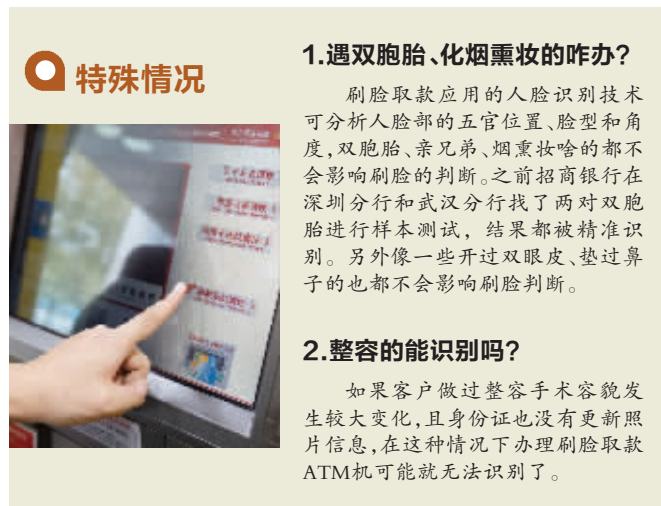 特殊情况
1.遇双胞胎、化烟熏妆的咋办?
刷脸取款应用的人脸识别技术
可分析人脸部的五官位置、脸型和角
度,双胞胎、亲兄弟、烟熏妆啥的都不
会影响刷脸的判断。之前招商银行在
深圳分行和武汉分行找了两对双胞
胎进行样本测试，结果都被精准识
别。另外像一些开过双眼皮、垫过鼻
子的也都不会影响刷脸判断。
2.整容的能识别吗?
如果客户做过整容手术容貌发
生较大变化,且身份证也没有更新照
片信息,在这种情况下办理刷脸取款
ATM机可能就无法识别了。